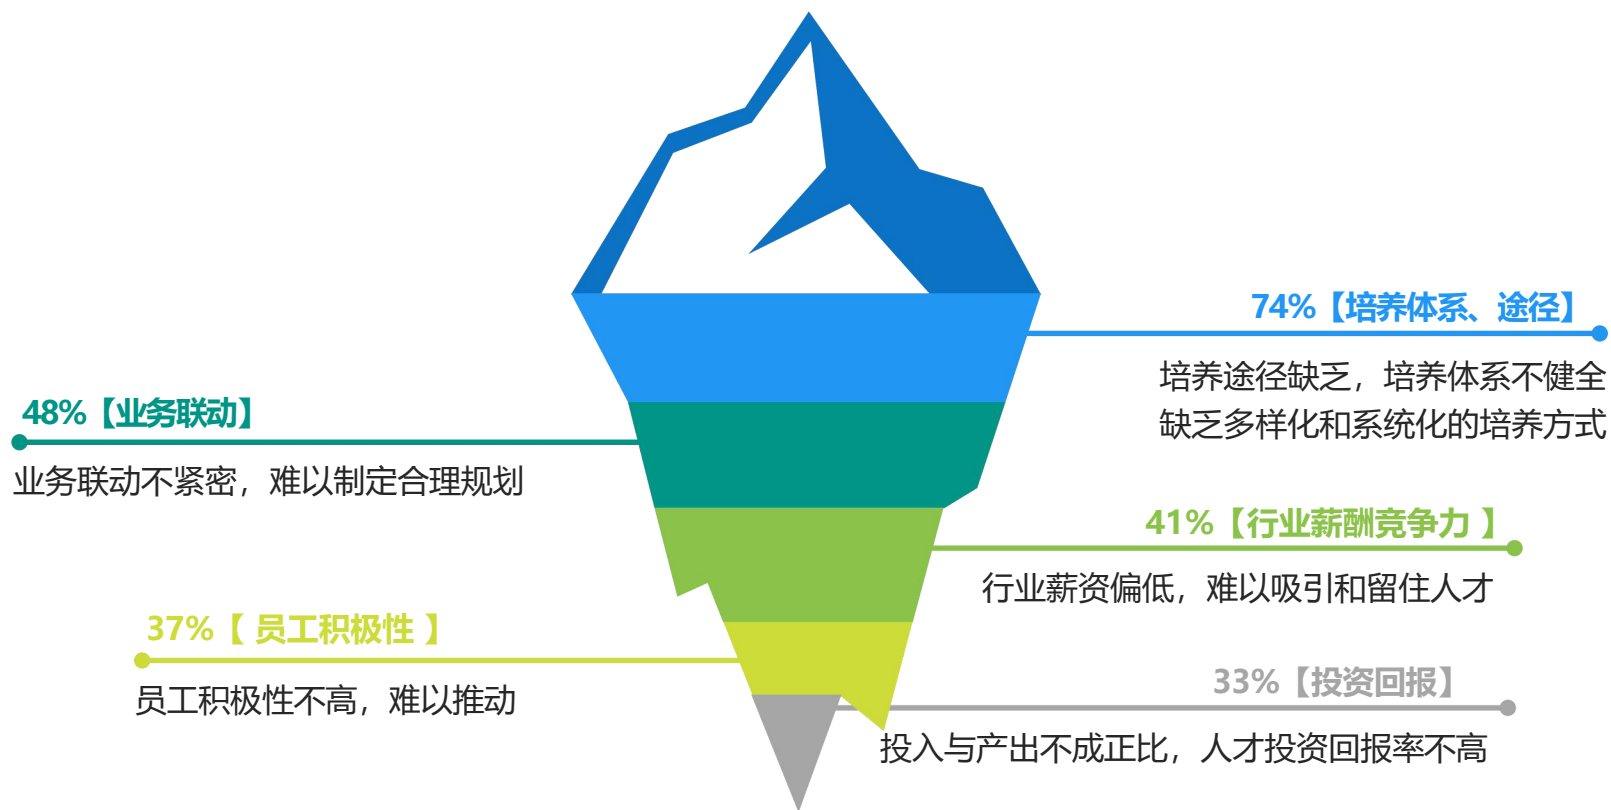 74%【培养体系、途径】
培养途径缺乏，培养体系不健全
缺乏多样化和系统化的培养方式
48%【业务联动】
业务联动不紧密，难以制定合理规划
41%【行业薪酬竞争力 】
行业薪资偏低，难以吸引和留住人才
37%【 员工积极性 】
员工积极性不高，难以推动
33%【投资回报】
投入与产出不成正比，人才投资回报率不高